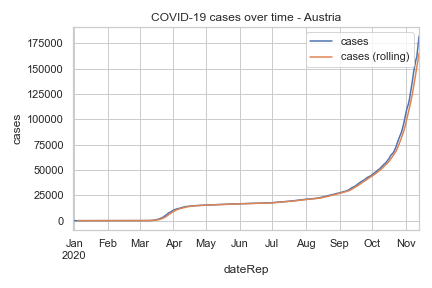 COVID-19 cases over time - Austria
cases
cases (rolling)
175000
150000
125000
100000
75000
50000
25000
0
cases
Jan Feb Mar Apr May Jun Jul Aug Sep Oct Nov
2020
dateRep